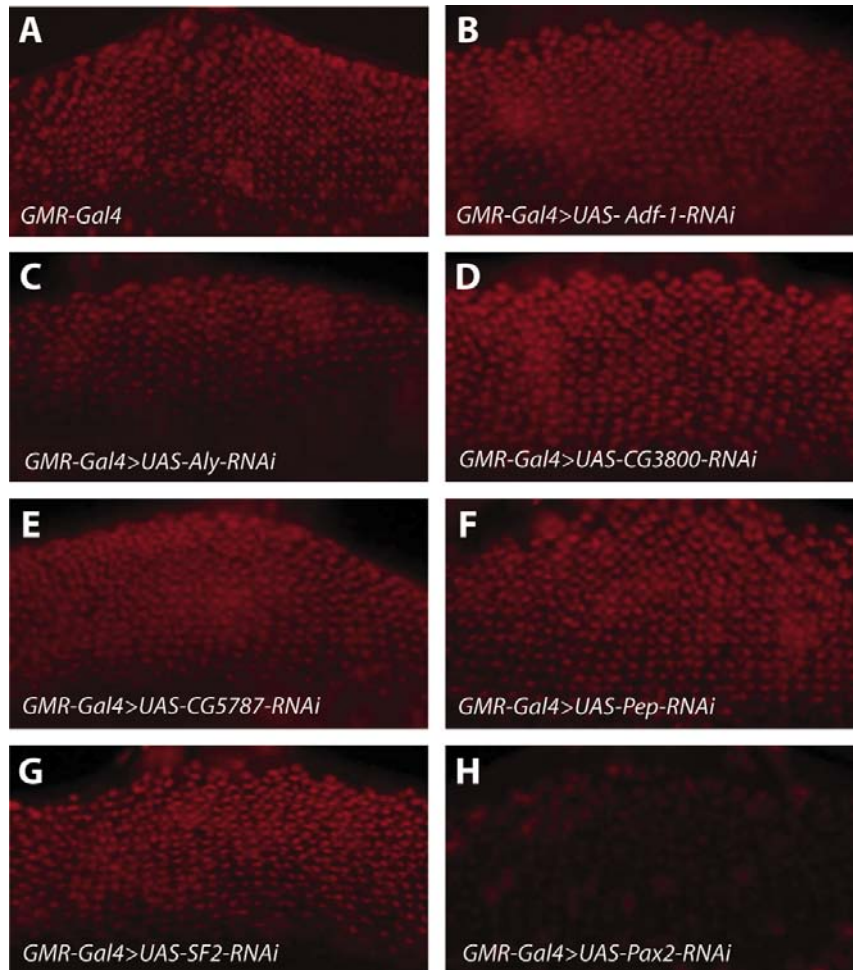 A
GMR-Gal4
B
GMR-Gal4>UAS- Adf-1-RNAi
C
GMR-Gal4>UAS-Aly-RNAi
D
GMR-Gal4>UAS-CG3800-RNAi
E
GMR-Gal4>UAS-CG5787-RNAi
F
GMR-Gal4>UAS-Pep-RNAi
G
GMR-Gal4>UAS-SF2-RNAi
H
GMR-Gal4>UAS-Pax2-RNAi